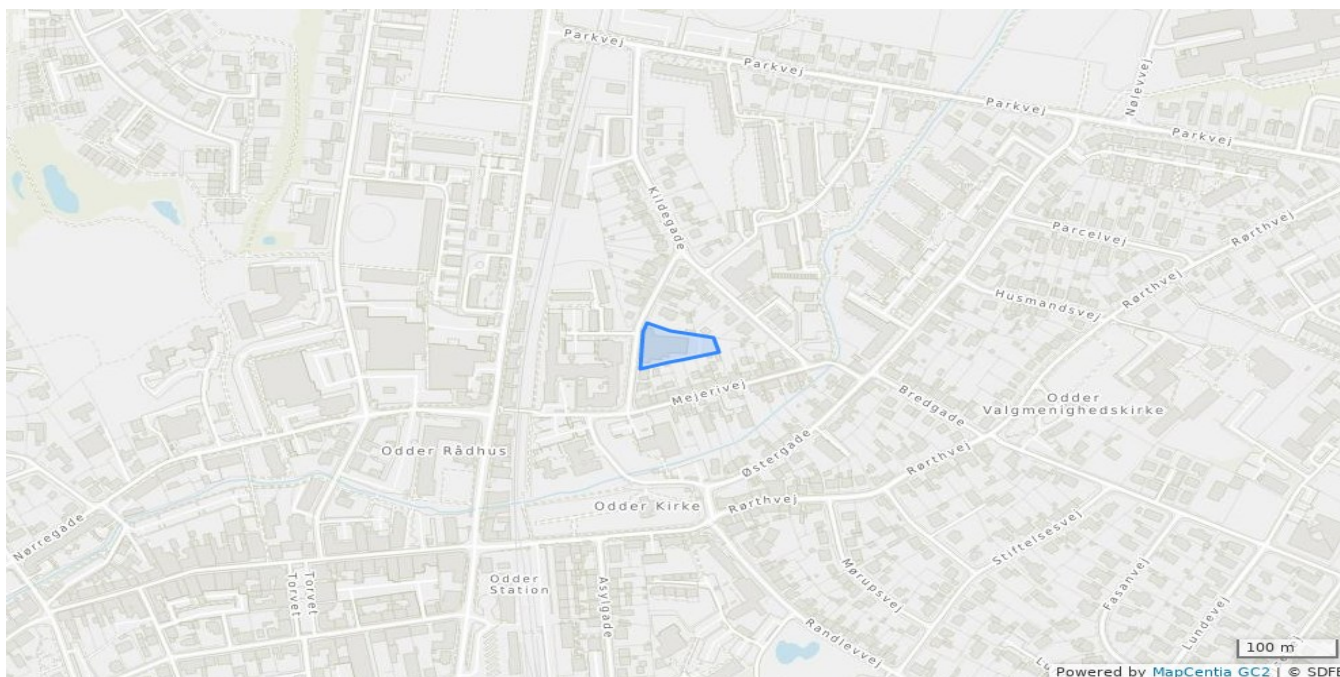 Parkvej
Parkvej
Parkvej
Parkvej
Nølevvej
Kildegade
Parcelvej
Rørthvej
Husmandsvej
Rørthvej
Mejerivej
Bredgade
Odder
Valgmenighedskirke
Odder Rådhus
Østergade
Rørthvej
Odder Kirke
Rørthvej
Nørregade
Stiftelsesvej
Mørupsvej
Fasanvej
Lundevej
Torvet
Torvet
Odder
Station
Asylgade
Randlevvej
100 m
Powered by MapCentia GC2 | © SDFE